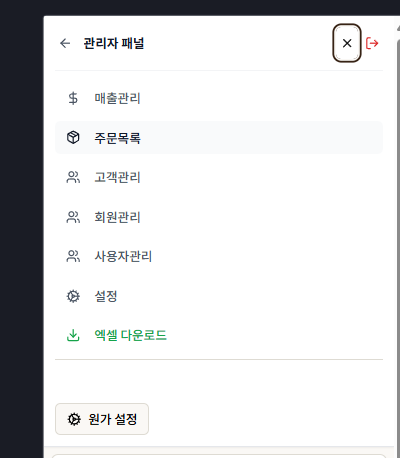 관리자 패널
매출관리
주문목록
고객관리
회원관리
사용자관리
설정
엑셀 다운로드
원가 설정